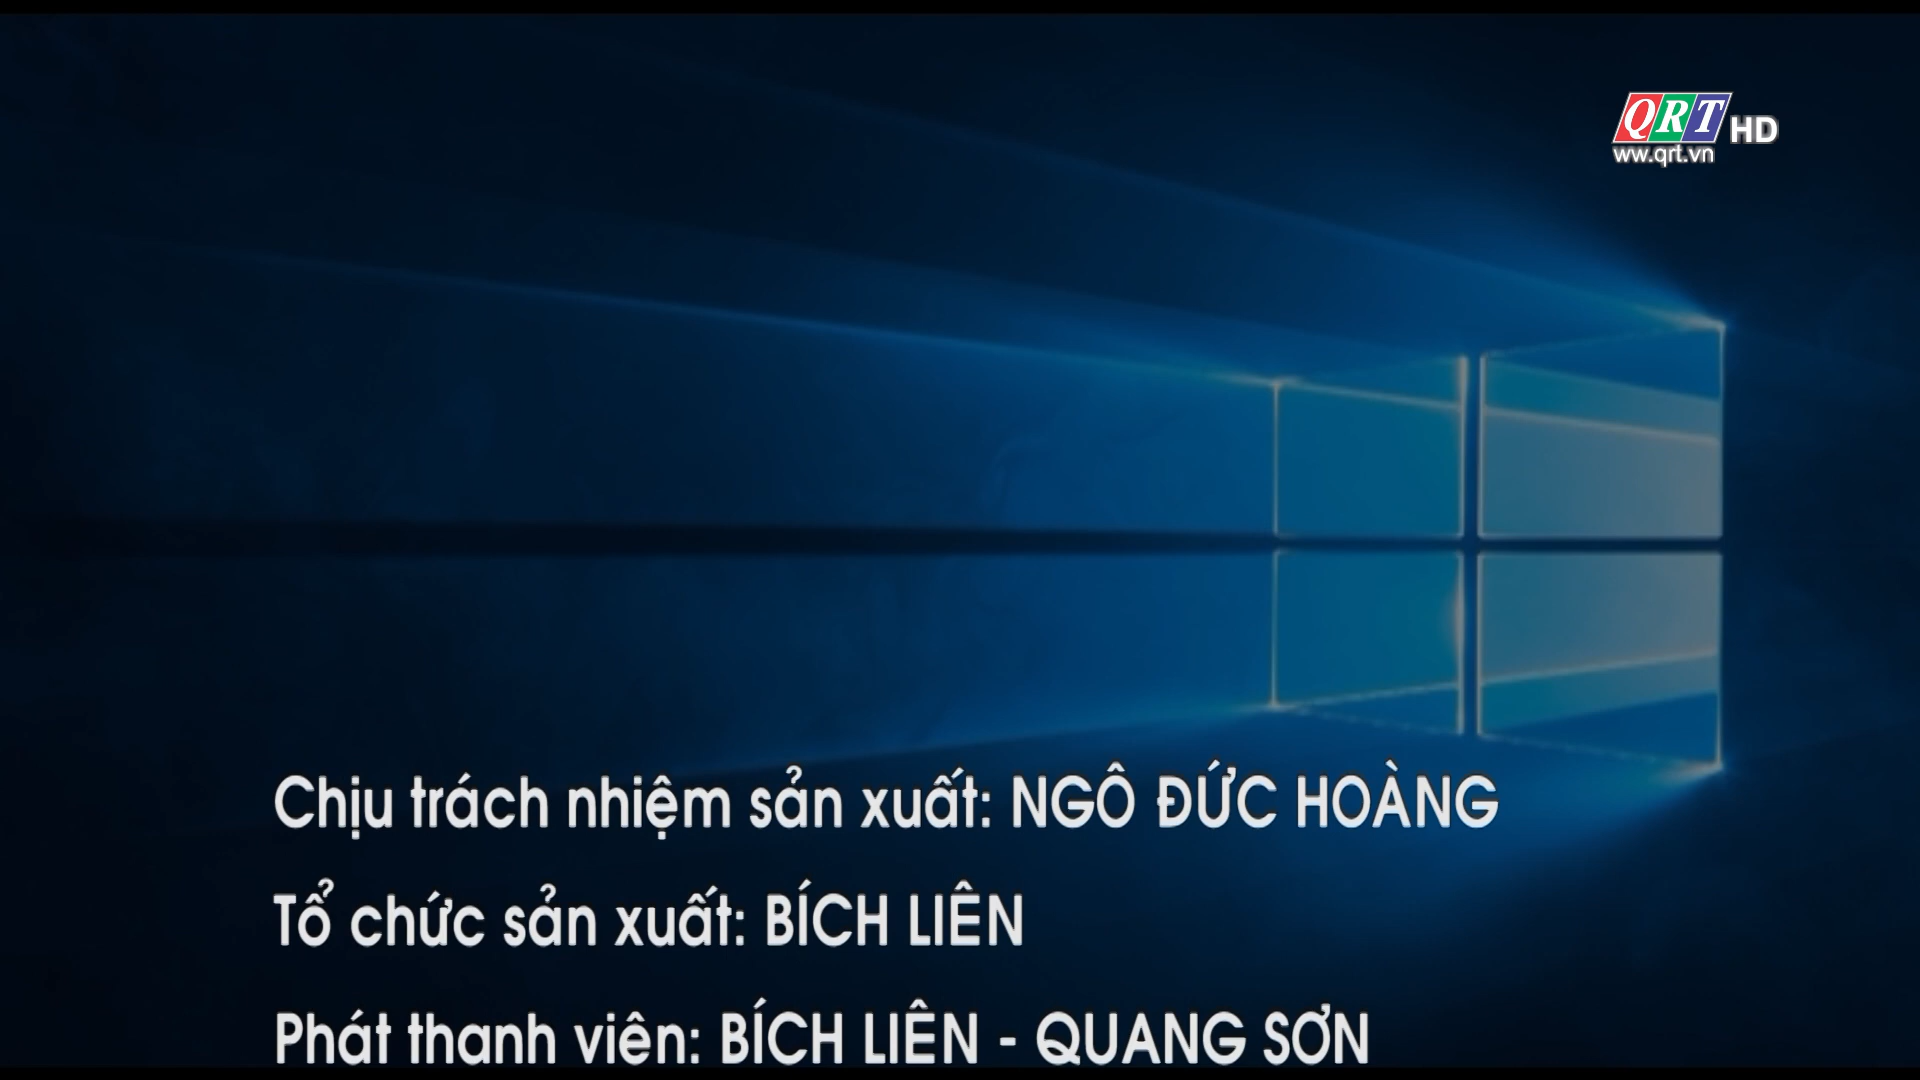 QRT HD
ww.qrt.vn
Chịu trách nhiệm sản xuất: NGÔ ĐỨC HOÀNG
Tổ chức sản xuất: BÍCH LIÊN
Phát thanh viên: BÍCH LIÊN - QUANG SƠN